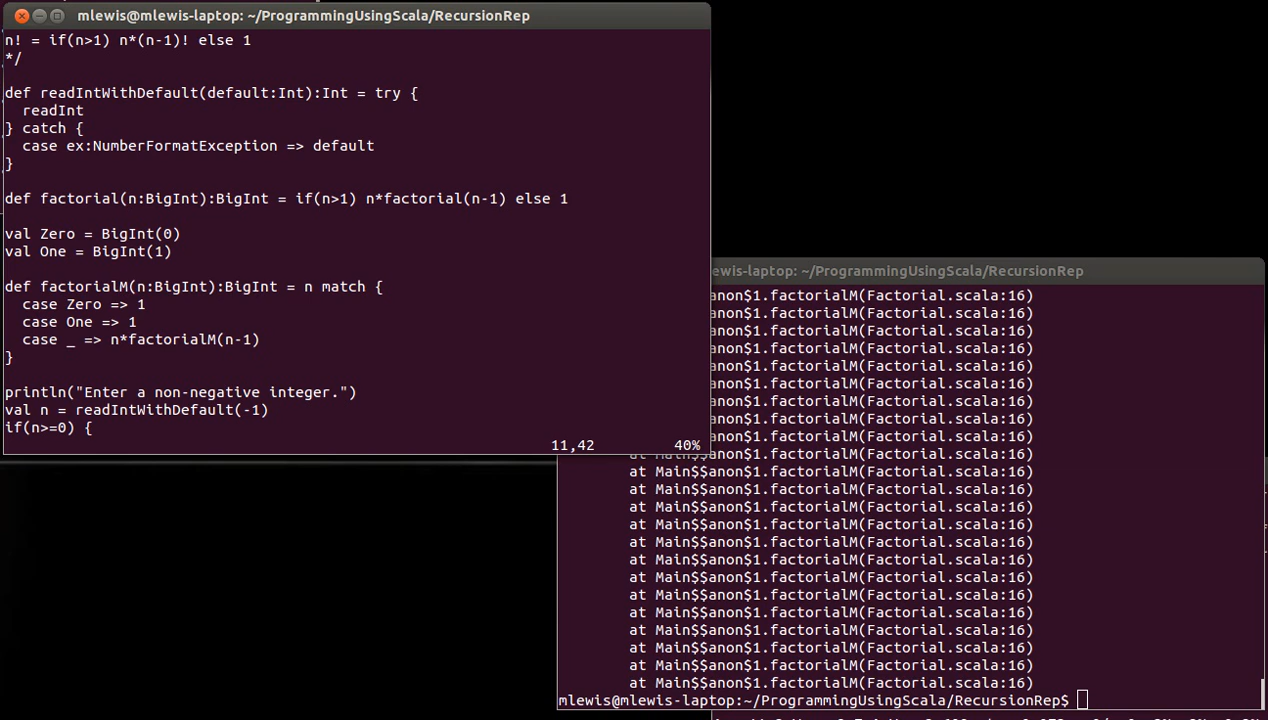 mlewis@mlewis-laptop: ~/ProgrammingUsingScala/RecursionRep
n! = if(n>1) n*(n-1)! else 1
*/
def readIntWithDefault(default:Int):Int = try {
  readInt
} catch {
  case ex:NumberFormatException => default
}
def factorial(n:BigInt):BigInt = if(n>1) n*factorial(n-1) else 1
val Zero = BigInt(0)
val One = BigInt(1)
def factorialM(n:BigInt):BigInt = n match {
  case Zero => 1
  case One => 1
  case _ => n*factorialM(n-1)
}
println("Enter a non-negative integer.")
val n = readIntWithDefault(-1)
if(n>=0) {
11,42 40%
ewis-laptop: ~/ProgrammingUsingScala/RecursionRep
anon$1.factorialM(Factorial.scala:16)
anon$1.factorialM(Factorial.scala:16)
anon$1.factorialM(Factorial.scala:16)
anon$1.factorialM(Factorial.scala:16)
anon$1.factorialM(Factorial.scala:16)
anon$1.factorialM(Factorial.scala:16)
anon$1.factorialM(Factorial.scala:16)
anon$1.factorialM(Factorial.scala:16)
anon$1.factorialM(Factorial.scala:16)
at Main$$anon$1.factorialM(Factorial.scala:16)
at Main$$anon$1.factorialM(Factorial.scala:16)
at Main$$anon$1.factorialM(Factorial.scala:16)
at Main$$anon$1.factorialM(Factorial.scala:16)
at Main$$anon$1.factorialM(Factorial.scala:16)
at Main$$anon$1.factorialM(Factorial.scala:16)
at Main$$anon$1.factorialM(Factorial.scala:16)
at Main$$anon$1.factorialM(Factorial.scala:16)
at Main$$anon$1.factorialM(Factorial.scala:16)
at Main$$anon$1.factorialM(Factorial.scala:16)
at Main$$anon$1.factorialM(Factorial.scala:16)
at Main$$anon$1.factorialM(Factorial.scala:16)
at Main$$anon$1.factorialM(Factorial.scala:16)
at Main$$anon$1.factorialM(Factorial.scala:16)
mlewis@mlewis-laptop:~/ProgrammingUsingScala/RecursionRep$